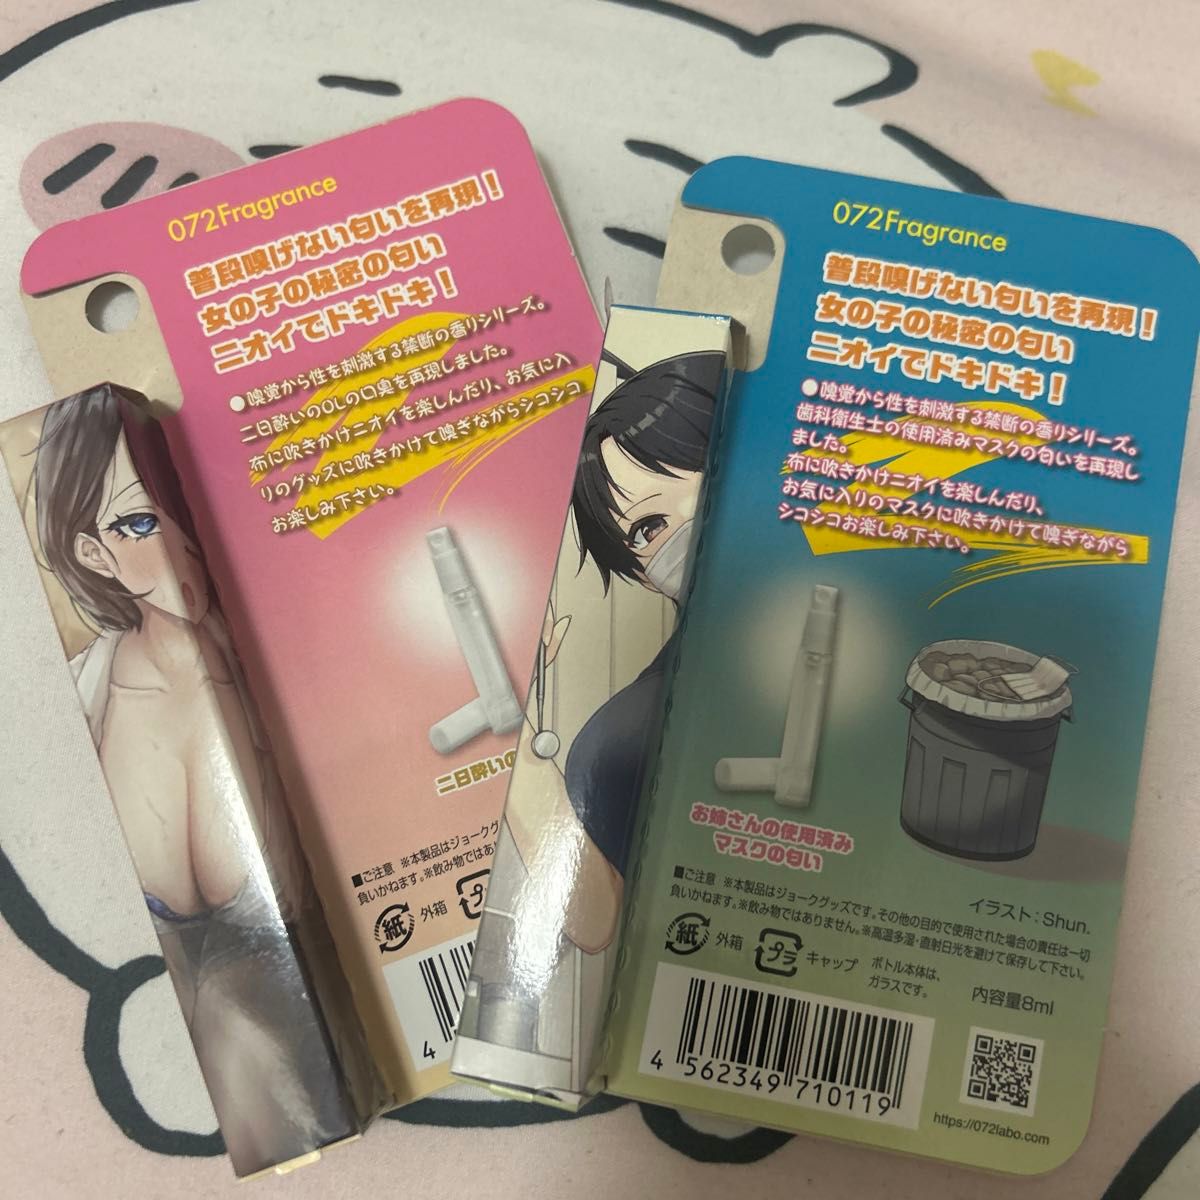 072Fragrance
普段嗅げない匂いを再現！
女の子の秘密の匂い
ニオイでドキドキ！
●嗅覚から性を刺激する禁断の香りシリーズ。
二日酔いのOLの口臭を再現しました。
布に吹きかけニオイを楽しんだり、お気に入
りのグッズに吹きかけて嗅ぎながらシコシコ
お楽しみ下さい。
二日酔いの
■ご注意 ※本製品はジョークグ
負いかねます。※飲み物ではあ
紙 外箱 プ
4
072Fragrance
普段嗅げない匂いを再現！
女の子の秘密の匂い
ニオイでドキドキ！
●嗅覚から性を刺激する禁断の香りシリーズ。
歯科衛生士の使用済みマスクの匂いを再現し
ました。
布に吹きかけニオイを楽しんだり、
お気に入りのマスクに吹きかけて嗅ぎながら
シコシコお楽しみ下さい。
お姉さんの使用済み
マスクの匂い
イラスト：Shun.
■ご注意 ※本製品はジョークグッズです。その他の目的で使用された場合の責任は一切
負いかねます。※飲み物ではありません。※高温多湿・直射日光を避けて保存して下さい。
紙 外箱 プラ キャップ ボトル本体は、
ガラスです。
内容量8ml
4 562349 710119
https://072labo.com